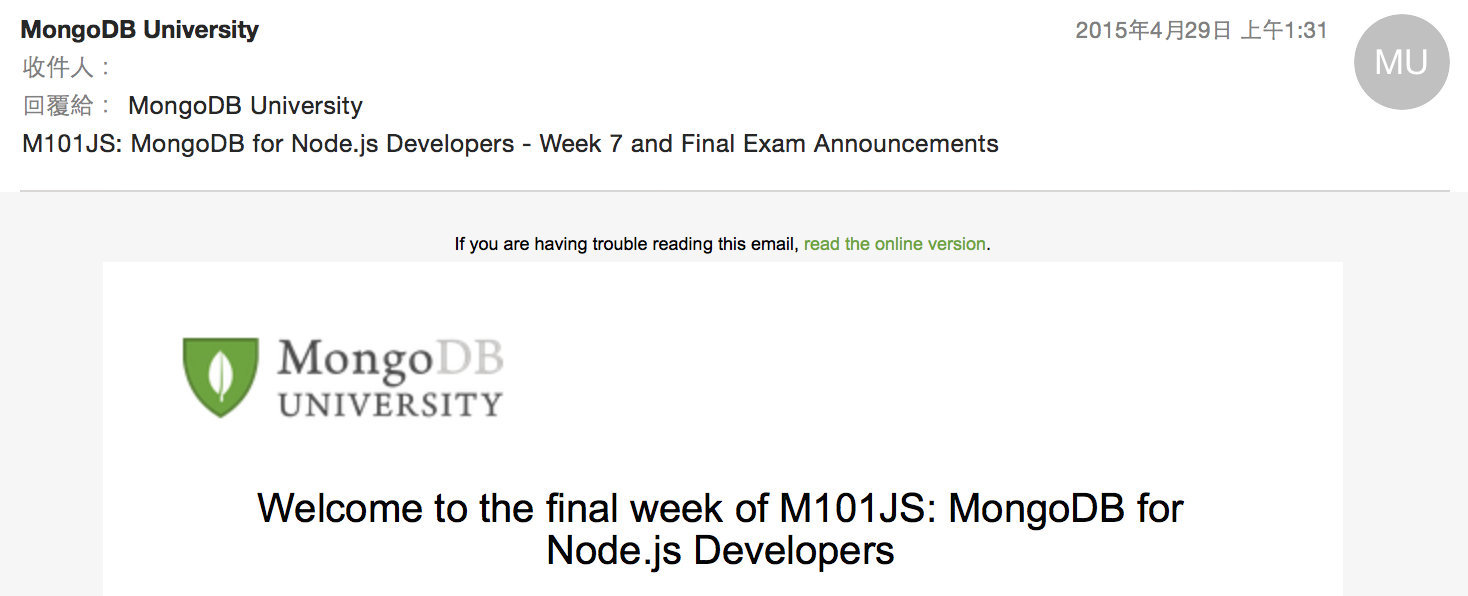 MongoDB University
2015年4月29日 上午1:31
MU
收件人：
回覆給： MongoDB University
M101JS: MongoDB for Node.js Developers - Week 7 and Final Exam Announcements
If you are having trouble reading this email, read the online version.
MongoDB
UNIVERSITY
Welcome to the final week of M101JS: MongoDB for
Node.js Developers